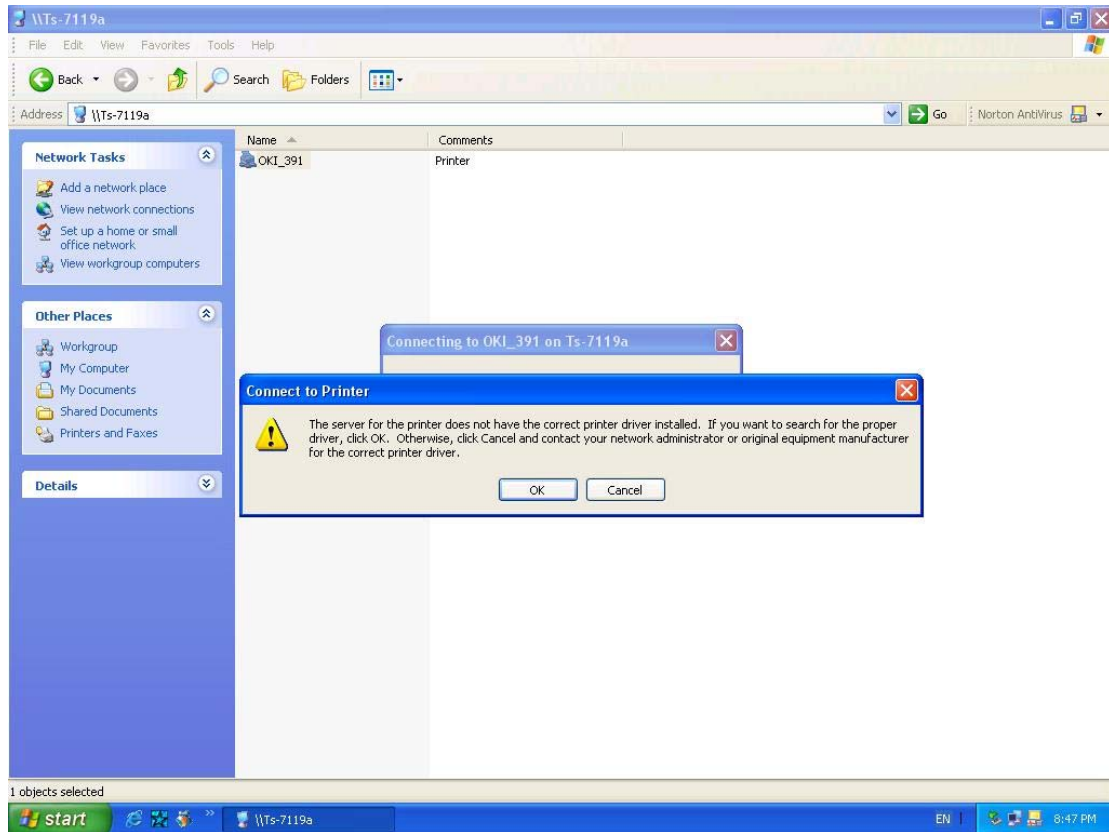 \\Ts-7119a
File Edit View Favorites Tools Help
Back Search Folders
Address \\Ts-7119a Go Norton AntiVirus
Name Comments
Network Tasks
OKI_391 Printer
Add a network place
View network connections
Set up a home or small
office network
View workgroup computers
Other Places
Workgroup
My Computer
My Documents
Shared Documents
Printers and Faxes
Details
Connecting to OKI_391 on Ts-7119a
Connect to Printer
The server for the printer does not have the correct printer driver installed. If you want to search for the proper
driver, click OK. Otherwise, click Cancel and contact your network administrator or original equipment manufacturer
for the correct printer driver.
OK Cancel
1 objects selected
start \\Ts-7119a EN 8:47 PM